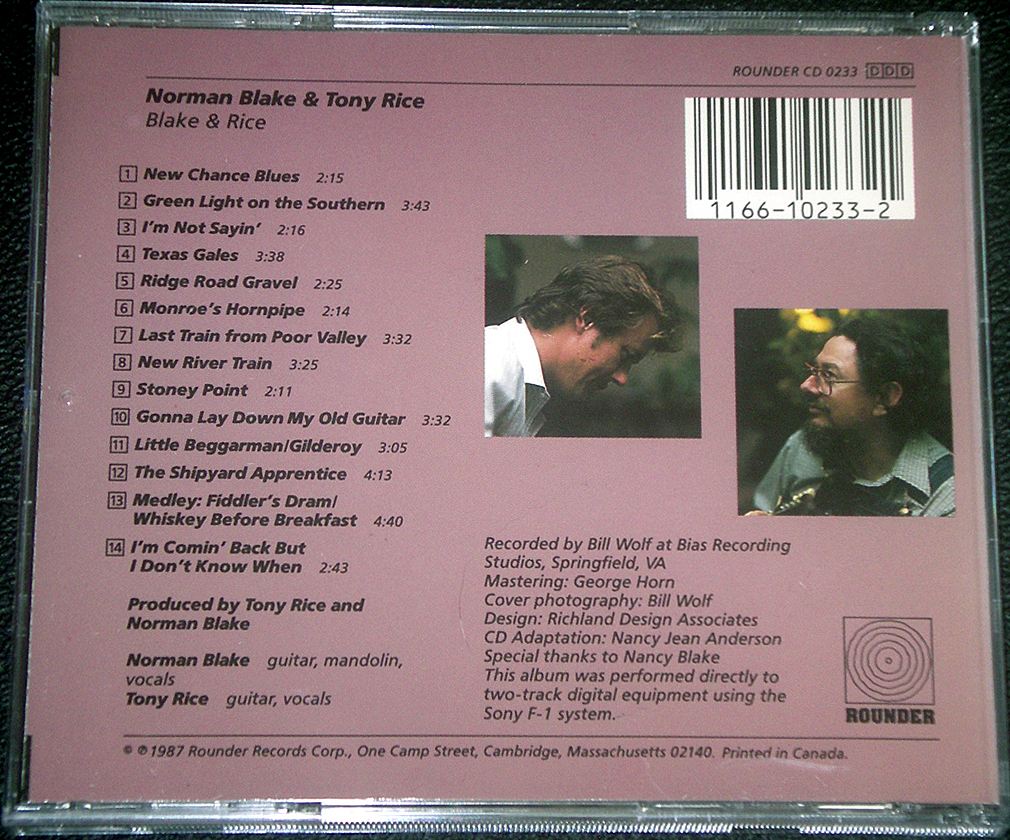 ROUNDER CD 0233 DDD
Norman Blake & Tony Rice
Blake & Rice
1166-10233-2
1 New Chance Blues 2:15
2 Green Light on the Southern 3:43
3 I'm Not Sayin' 2:16
4 Texas Gales 3:38
5 Ridge Road Gravel 2:25
6 Monroe's Hornpipe 2:14
7 Last Train from Poor Valley 3:32
8 New River Train 3:25
9 Stoney Point 2:11
10 Gonna Lay Down My Old Guitar 3:32
11 Little Beggarman/Gilderoy 3:05
12 The Shipyard Apprentice 4:13
13 Medley: Fiddler's Dram/
Whiskey Before Breakfast 4:40
14 I'm Comin' Back But
I Don't Know When 2:43
Produced by Tony Rice and
Norman Blake
Norman Blake guitar, mandolin,
vocals
Tony Rice guitar, vocals
Recorded by Bill Wolf at Bias Recording
Studios, Springfield, VA
Mastering: George Horn
Cover photography: Bill Wolf
Design: Richland Design Associates
CD Adaptation: Nancy Jean Anderson
Special thanks to Nancy Blake
This album was performed directly to
two-track digital equipment using the
Sony F-1 system.
ROUNDER
© ℗ 1987 Rounder Records Corp., One Camp Street, Cambridge, Massachusetts 02140. Printed in Canada.